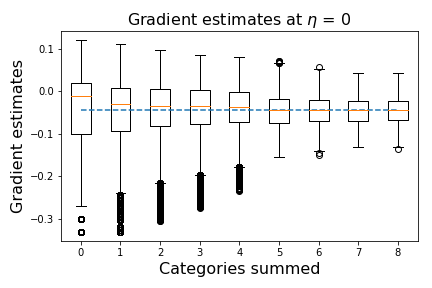 Gradient estimates at η = 0
Gradient estimates
0.1
0.0
−0.1
−0.2
−0.3
0 1 2 3 4 5 6 7 8
Categories summed